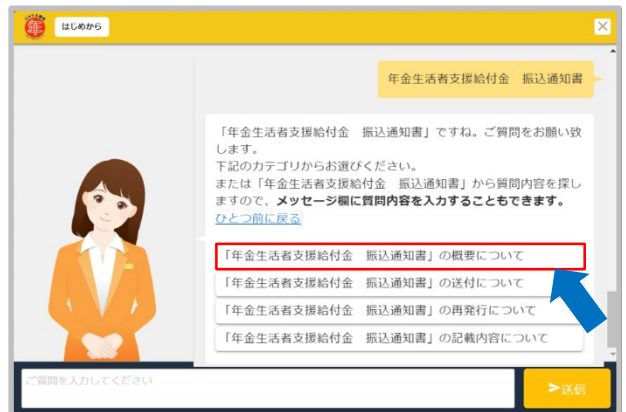 年
はじめから
年金生活者支援給付金　振込通知書
「年金生活者支援給付金　振込通知書」ですね。ご質問をお願い致
します。
下記のカテゴリからお選びください。
または「年金生活者支援給付金　振込通知書」から質問内容を探し
ますので、メッセージ欄に質問内容を入力することもできます。
ひとつ前に戻る
「年金生活者支援給付金　振込通知書」の概要について
「年金生活者支援給付金　振込通知書」の送付について
「年金生活者支援給付金　振込通知書」の再発行について
「年金生活者支援給付金　振込通知書」の記載内容について
ご質問を入力してください
送信